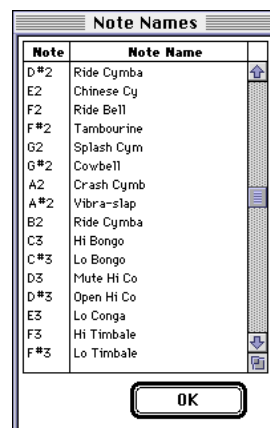 Note Names
Note Note Name
D#2 Ride Cymba
E2 Chinese Cy
F2 Ride Bell
F#2 Tambourine
G2 Splash Cym
G#2 Cowbell
A2 Crash Cymb
A#2 Vibra-slap
B2 Ride Cymba
C3 Hi Bongo
C#3 Lo Bongo
D3 Mute Hi Co
D#3 Open Hi Co
E3 Lo Conga
F3 Hi Timbale
F#3 Lo Timbale
OK